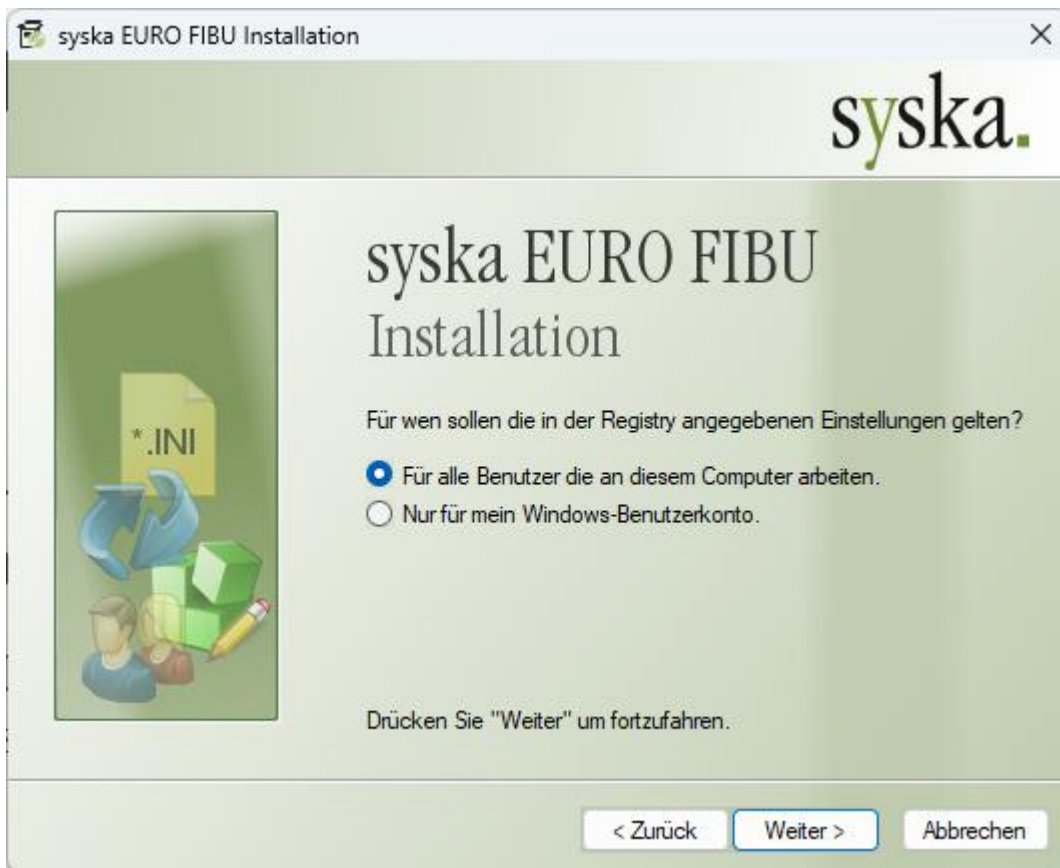 syska EURO FIBU Installation
syska.
syska EURO FIBU
Installation
*.INI
Für wen sollen die in der Registry angegebenen Einstellungen gelten?
Für alle Benutzer die an diesem Computer arbeiten.
Nur für mein Windows-Benutzerkonto.
Drücken Sie "Weiter" um fortzufahren.
< Zurück
Weiter >
Abbrechen